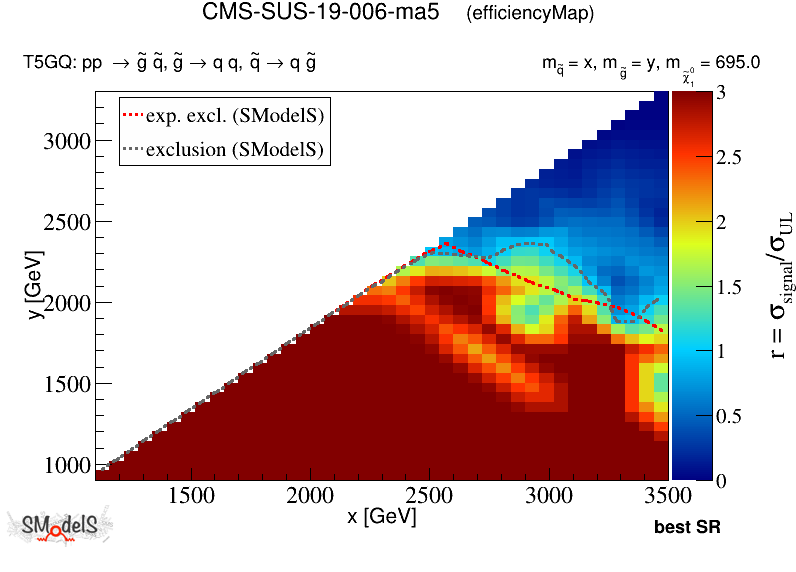 CMS-SUS-19-006-ma5 (efficiencyMap)
T5GQ: pp → g̃ q̃, g̃ → q q, q̃ → q g̃
m_q̃ = x, m_g̃ = y, m_χ̃₁⁰ = 695.0
exp. excl. (SModelS)
exclusion (SModelS)
3000
2500
2000
1500
1000
y [GeV]
1500 2000 2500 3000 3500
x [GeV]
3
2.5
2
1.5
1
0.5
0
r = σ_signal/σ_UL
best SR
SModelS